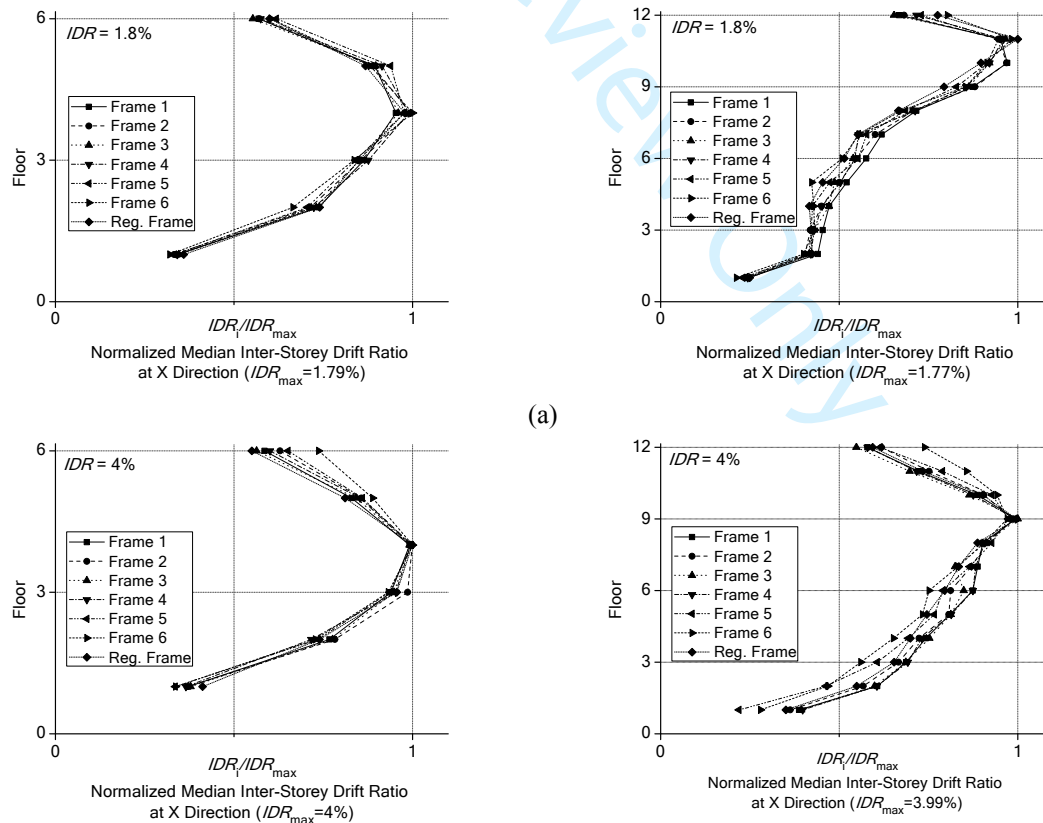 6
IDR = 1.8%
Frame 1
Frame 2
Frame 3
Frame 4
Frame 5
Frame 6
Reg. Frame
Floor
3
0
0
1
IDRi/IDRmax
Normalized Median Inter-Storey Drift Ratio
at X Direction (IDRmax=1.79%)
12
IDR = 1.8%
9
Frame 1
Frame 2
Frame 3
Frame 4
Frame 5
Frame 6
Reg. Frame
Floor
6
3
0
0
1
IDRi/IDRmax
Normalized Median Inter-Storey Drift Ratio
at X Direction (IDRmax=1.77%)
(a)
6
IDR = 4%
Frame 1
Frame 2
Frame 3
Frame 4
Frame 5
Frame 6
Reg. Frame
Floor
3
0
0
1
IDRi/IDRmax
Normalized Median Inter-Storey Drift Ratio
at X Direction (IDRmax=4%)
12
IDR = 4%
9
Frame 1
Frame 2
Frame 3
Frame 4
Frame 5
Frame 6
Reg. Frame
Floor
6
3
0
0
1
IDRi/IDRmax
Normalized Median Inter-Storey Drift Ratio
at X Direction (IDRmax=3.99%)
view Only